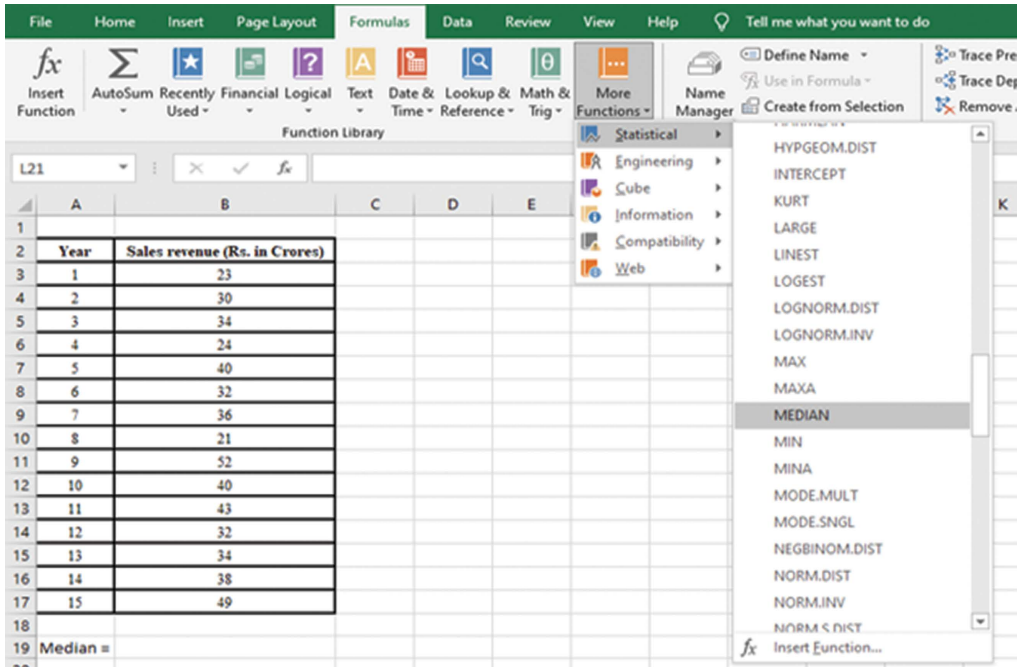 File Home Insert Page Layout Formulas Data Review View Help Tell me what you want to do
fx Insert Function
Σ AutoSum
Recently Used
Financial
Logical
Text
Date & Time
Lookup & Reference
Math & Trig
More Functions
Name Manager
Define Name
Use in Formula
Create from Selection
Trace Pre
Trace Dep
Remove
Function Library
L21 fx
A B C D E K
1
2 Year Sales revenue (Rs. in Crores)
3 1 23
4 2 30
5 3 34
6 4 24
7 5 40
8 6 32
9 7 36
10 8 21
11 9 52
12 10 40
13 11 43
14 12 32
15 13 34
16 14 38
17 15 49
18
19 Median =
Statistical
Engineering
Cube
Information
Compatibility
Web
HYPGEOM.DIST
INTERCEPT
KURT
LARGE
LINEST
LOGEST
LOGNORM.DIST
LOGNORM.INV
MAX
MAXA
MEDIAN
MIN
MINA
MODE.MULT
MODE.SNGL
NEGBINOM.DIST
NORM.DIST
NORM.INV
NORM.S.DIST
fx Insert Function...